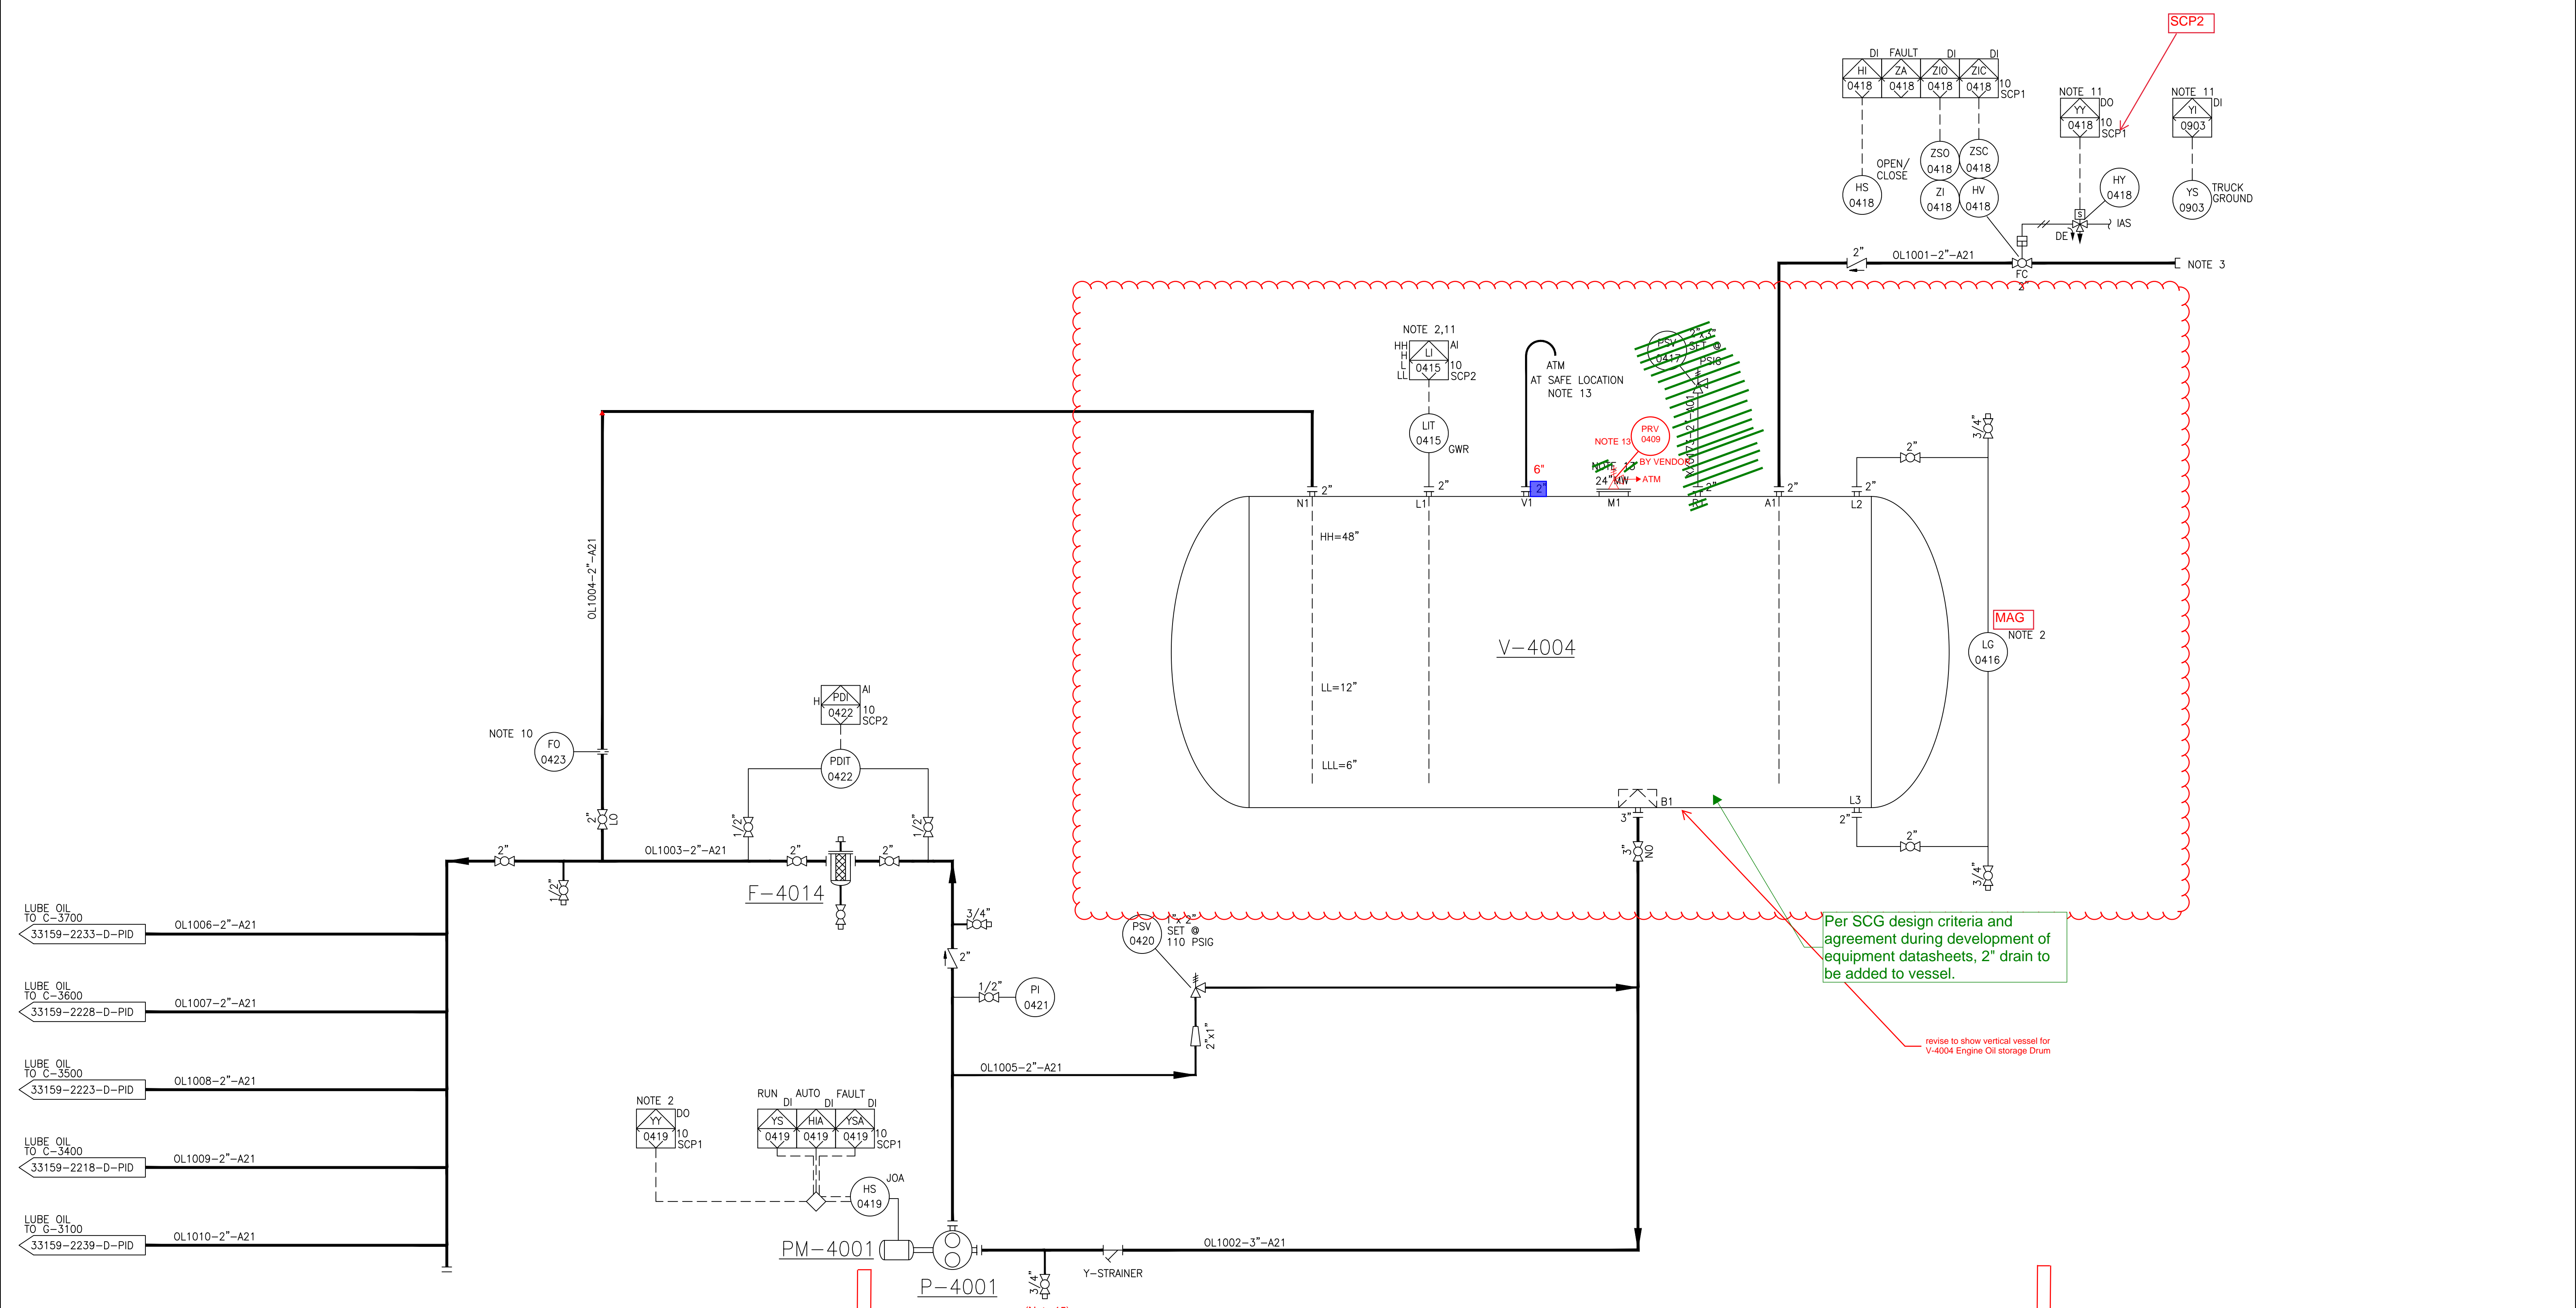 SCP2
DI FAULT DI DI
HI ZA ZIO ZIC
0418 0418 0418 0418
10
SCP1
NOTE 11
DO
YY
0418
10
SCP1
NOTE 11
DI
YI
0903
OPEN/
CLOSE
HS
0418
ZSO
0418
ZSC
0418
ZI
0418
HV
0418
HY
0418
YS
0903
TRUCK
GROUND
S
IAS
DE
2"
OL1001-2"-A21
FC
2"
NOTE 3
NOTE 2,11
HH
H
L
LL
LI
0415
AI
10
SCP2
LIT
0415
GWR
ATM
AT SAFE LOCATION
NOTE 13
PSV
0417
2"x3"
SET @
PSIG
NOTE 13
PRV
0409
BY VENDOR
NOTE 13
24"MW
ATM
6"
2"
2"
N1
2"
L1
V1
M1
2"
R1
2"
A1
2"
L2
2"
3/4"
HH=48"
LL=12"
LLL=6"
V-4004
MAG
NOTE 2
LG
0416
B1
3"
3"
NO
L3
2"
2"
3/4"
OL1004-2"-A21
NOTE 10
FO
0423
2"
LO
H
PDI
0422
AI
10
SCP2
PDIT
0422
1/2"
1/2"
2"
OL1003-2"-A21
2"
2"
1/2"
F-4014
3/4"
2"
1/2"
PI
0421
PSV
0420
1"x 2"
SET @
110 PSIG
2"x1"
OL1005-2"-A21
Per SCG design criteria and
agreement during development of
equipment datasheets, 2" drain to
be added to vessel.
revise to show vertical vessel for
V-4004 Engine Oil storage Drum
LUBE OIL
TO C-3700
33159-2233-D-PID
OL1006-2"-A21
LUBE OIL
TO C-3600
33159-2228-D-PID
OL1007-2"-A21
LUBE OIL
TO C-3500
33159-2223-D-PID
OL1008-2"-A21
LUBE OIL
TO C-3400
33159-2218-D-PID
OL1009-2"-A21
LUBE OIL
TO G-3100
33159-2239-D-PID
OL1010-2"-A21
NOTE 2
DO
YY
0419
10
SCP1
RUN AUTO FAULT
DI DI DI
YS HIA YSA
0419 0419 0419
10
SCP1
HS
0419
JOA
PM-4001
P-4001
3/4"
Y-STRAINER
OL1002-3"-A21